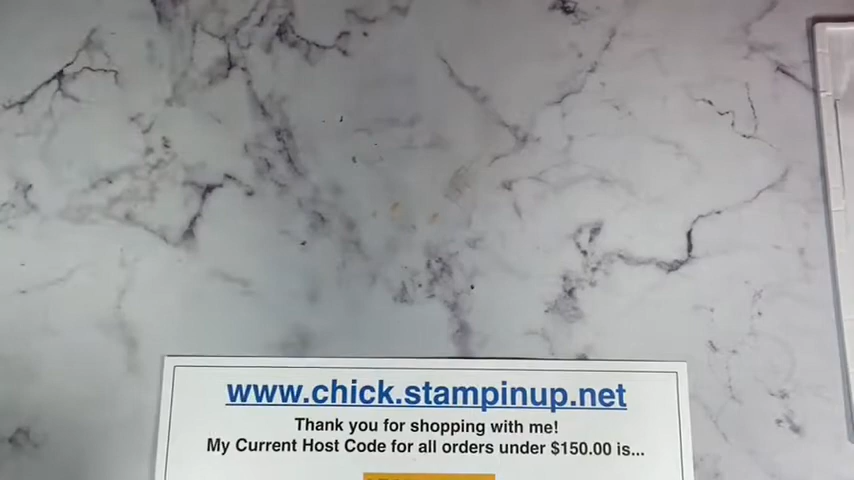 www.chick.stampinup.net
Thank you for shopping with me!
My Current Host Code for all orders under $150.00 is...